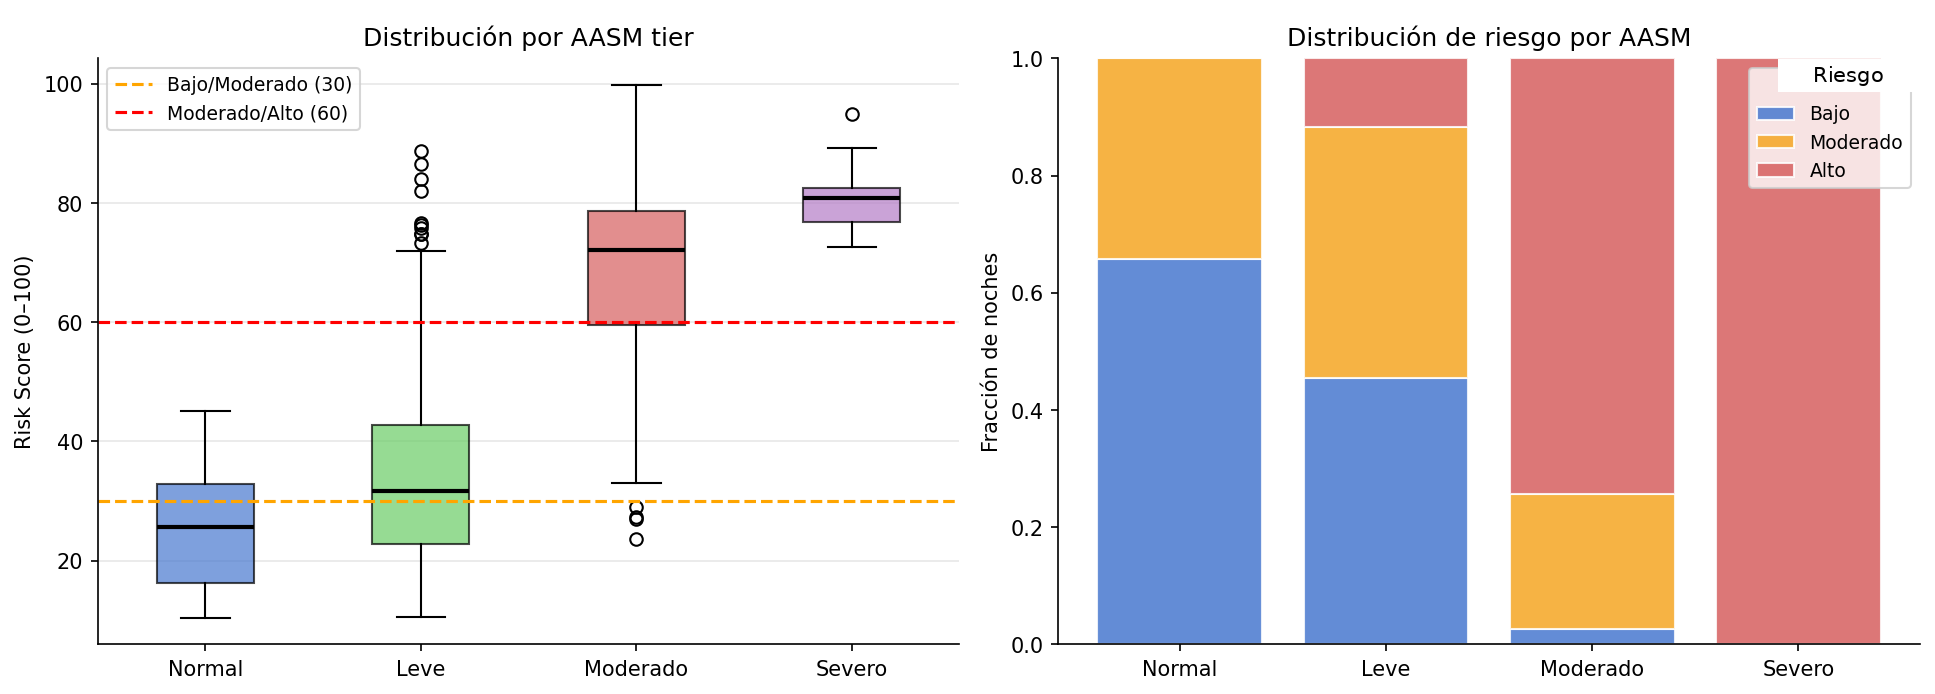 Distribución por AASM tier
Bajo/Moderado (30)
Moderado/Alto (60)
Risk Score (0–100)
100
80
60
40
20
Normal
Leve
Moderado
Severo
Distribución de riesgo por AASM
Riesgo
Bajo
Moderado
Alto
Fracción de noches
1.0
0.8
0.6
0.4
0.2
0.0
Normal
Leve
Moderado
Severo